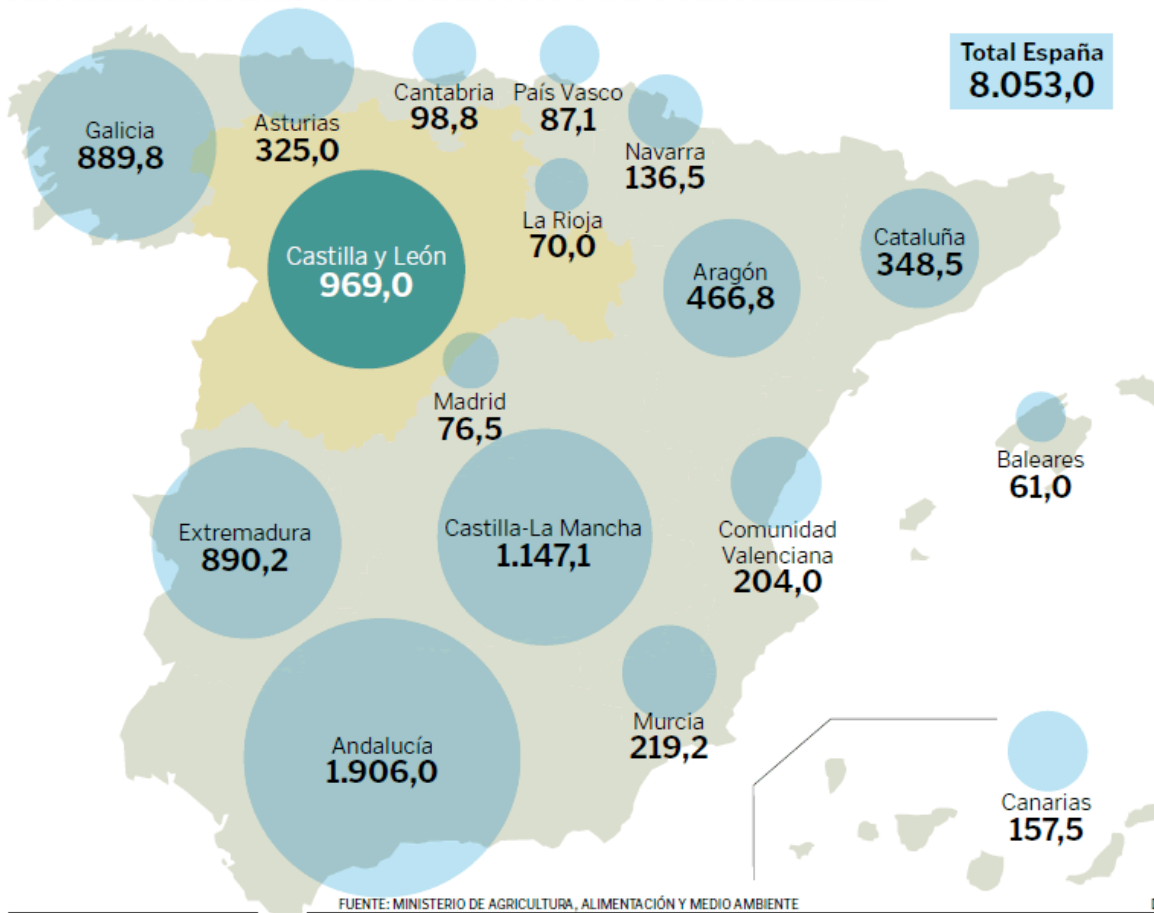 Total España
8.053,0
Cantabria
98,8
País Vasco
87,1
Galicia
889,8
Asturias
325,0
Navarra
136,5
La Rioja
70,0
Cataluña
348,5
Castilla y León
969,0
Aragón
466,8
Madrid
76,5
Baleares
61,0
Extremadura
890,2
Castilla-La Mancha
1.147,1
Comunidad
Valenciana
204,0
Murcia
219,2
Andalucía
1.906,0
Canarias
157,5
FUENTE: MINISTERIO DE AGRICULTURA, ALIMENTACIÓN Y MEDIO AMBIENTE